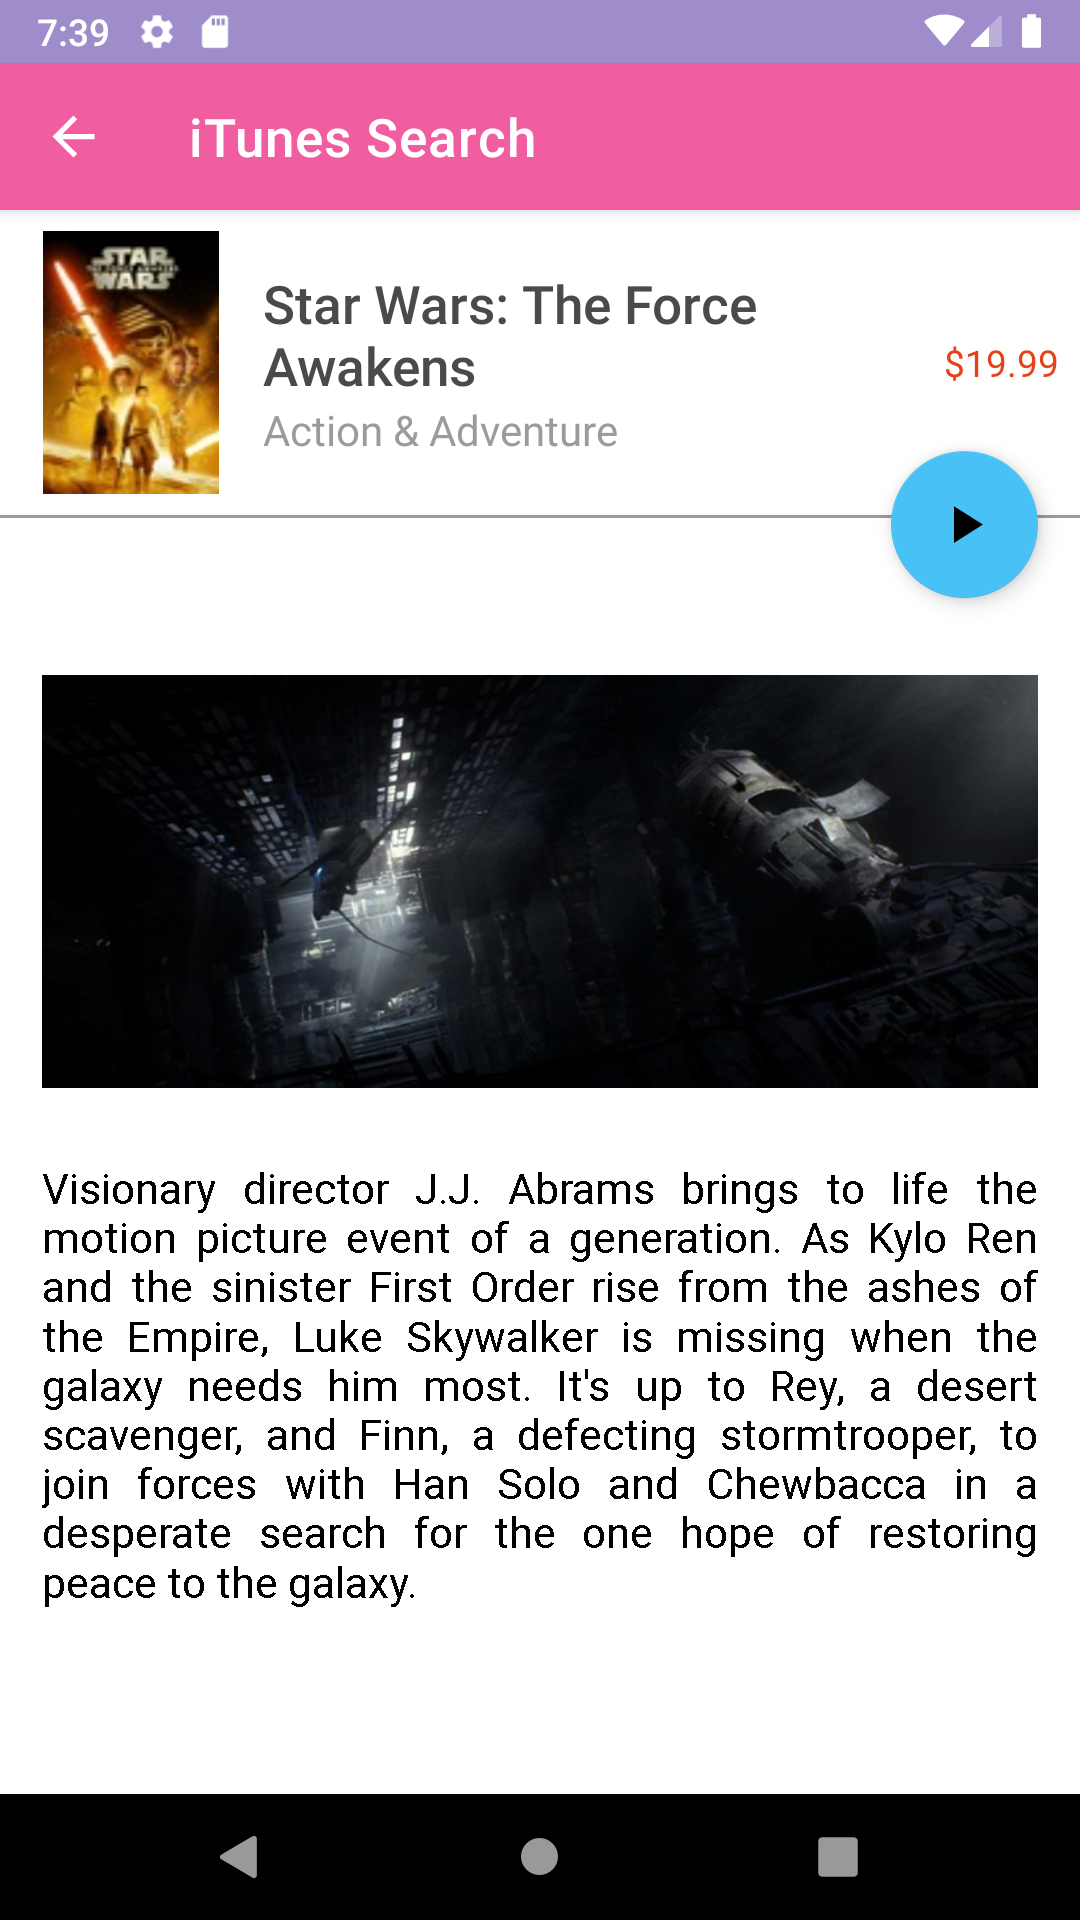 7:39
iTunes Search
STAR
THE FORCE AWAKENS
WARS
Star Wars: The Force
Awakens
$19.99
Action & Adventure
Visionary director J.J. Abrams brings to life the
motion picture event of a generation. As Kylo Ren
and the sinister First Order rise from the ashes of
the Empire, Luke Skywalker is missing when the
galaxy needs him most. It's up to Rey, a desert
scavenger, and Finn, a defecting stormtrooper, to
join forces with Han Solo and Chewbacca in a
desperate search for the one hope of restoring
peace to the galaxy.